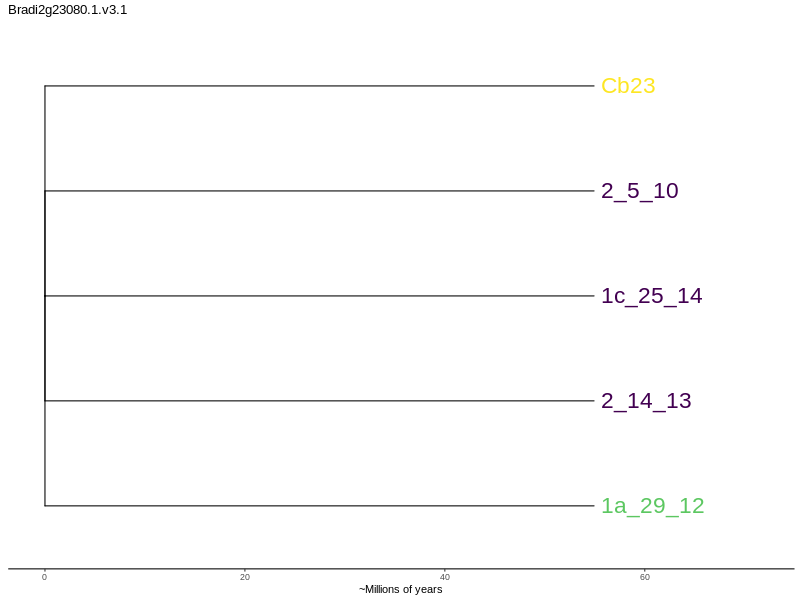 Bradi2g23080.1.v3.1
Cb23
2_5_10
1c_25_14
2_14_13
1a_29_12
0 20 40 60
~Millions of years